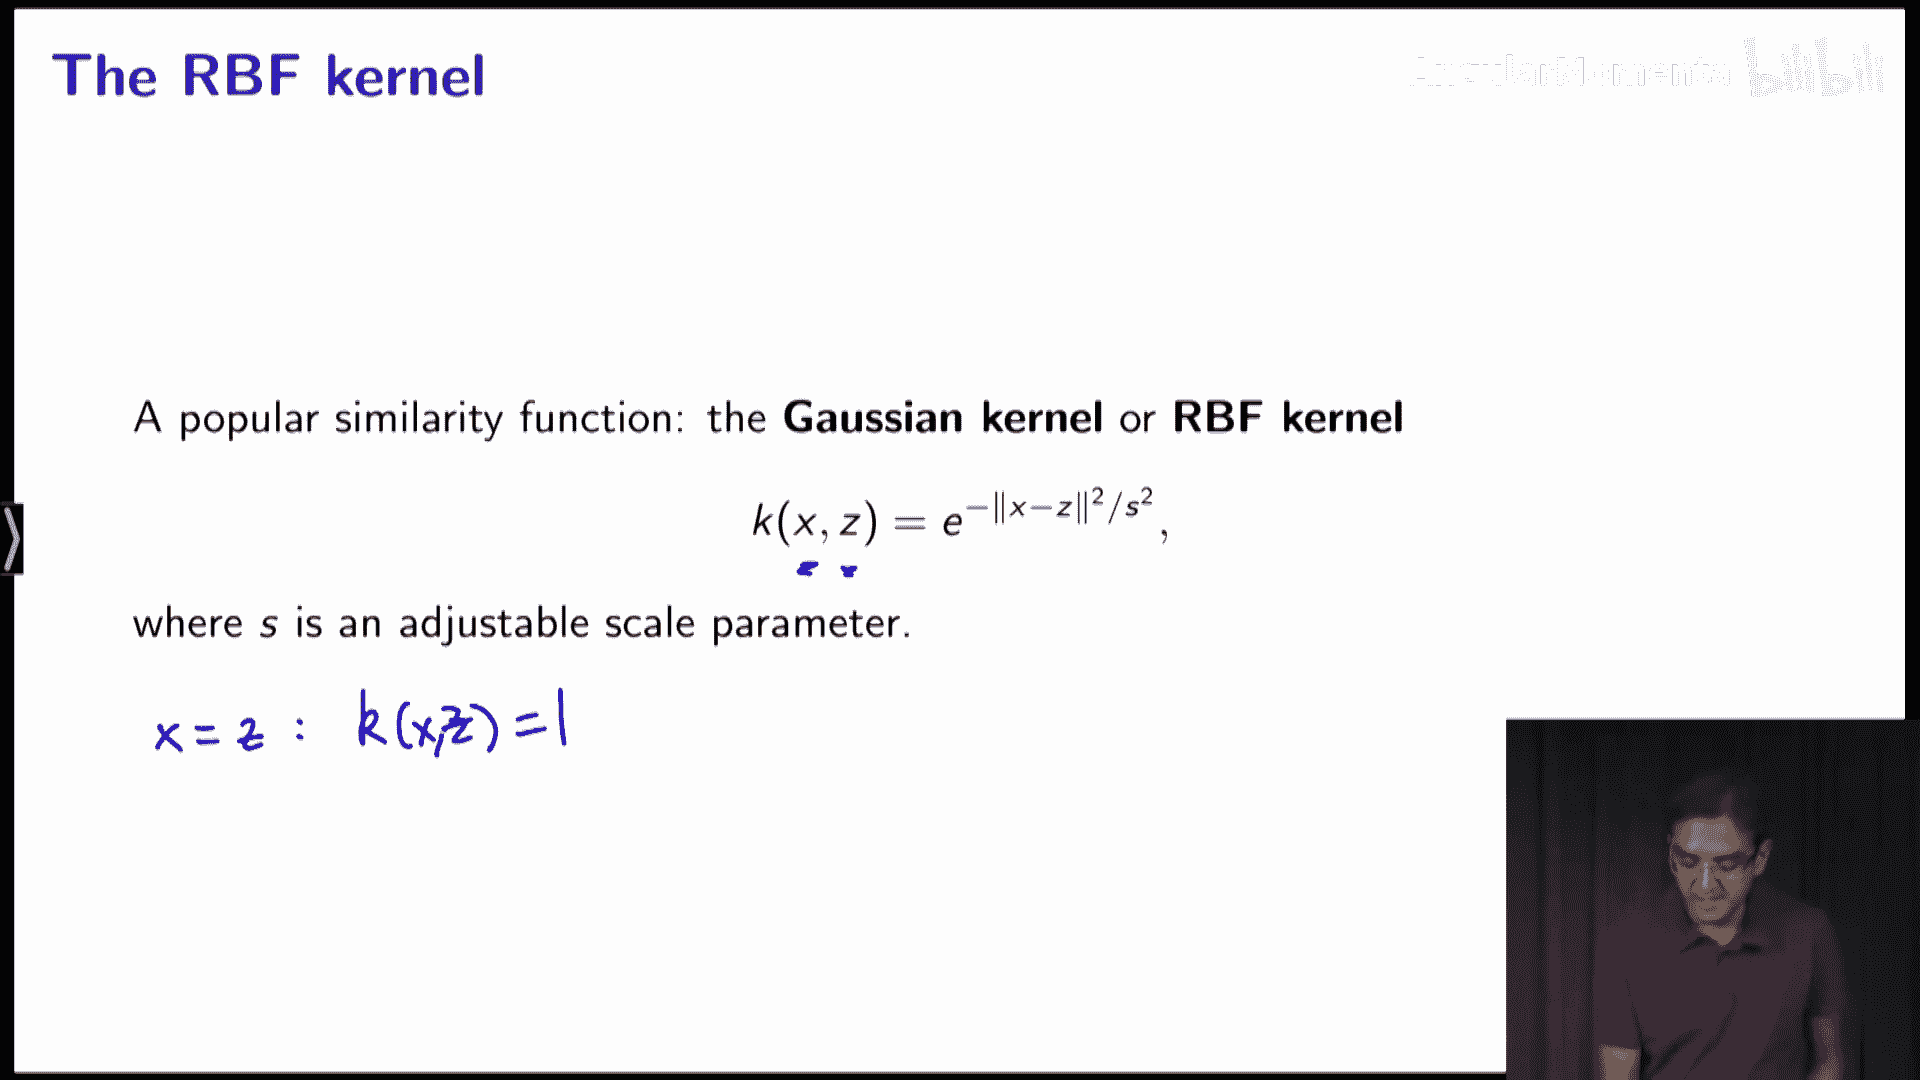 The RBF kernel
bilibili
A popular similarity function: the Gaussian kernel or RBF kernel
k(x, z) = e^{-‖x−z‖²/s²},
where s is an adjustable scale parameter.
x = z : k(x,z) = 1